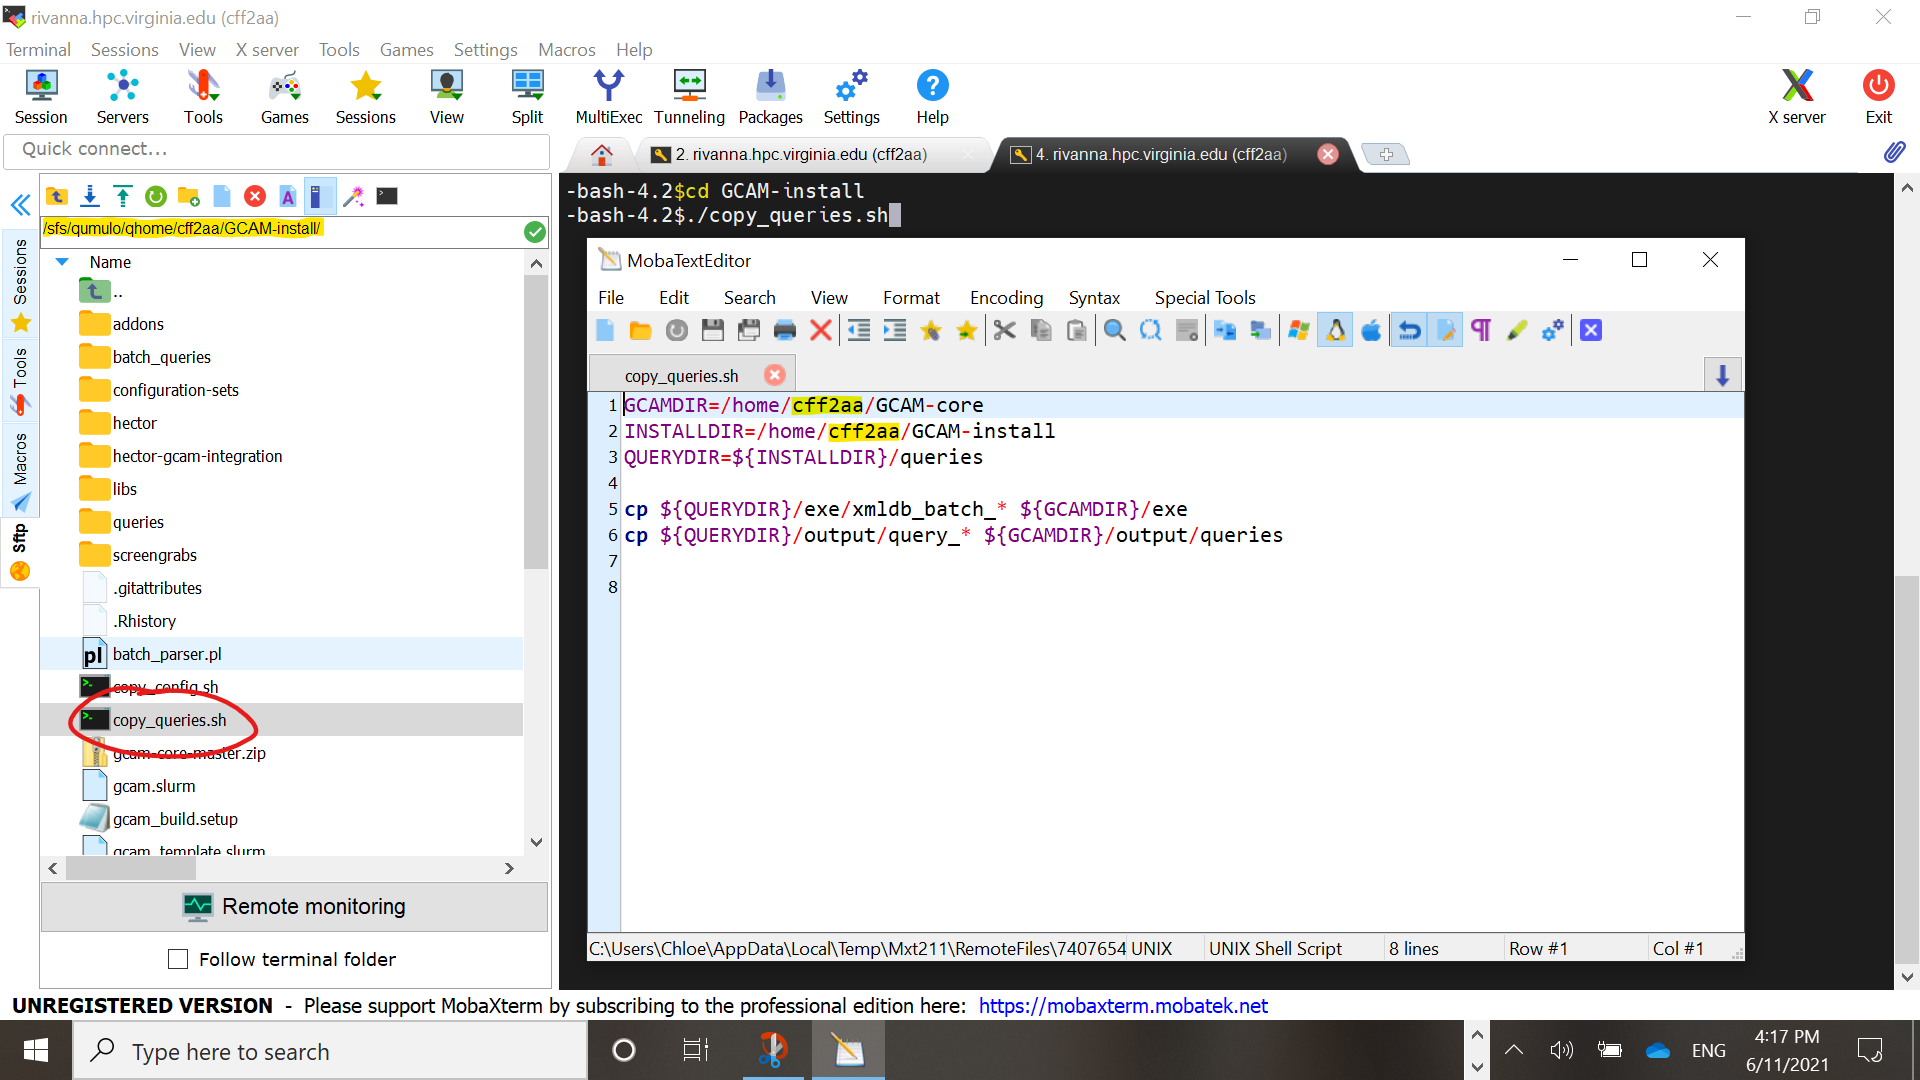 rivanna.hpc.virginia.edu (cff2aa)
Terminal Sessions View X server Tools Games Settings Macros Help
Session Servers Tools Games Sessions View Split MultiExec Tunneling Packages Settings Help X server Exit
Quick connect...
2. rivanna.hpc.virginia.edu (cff2aa)
4. rivanna.hpc.virginia.edu (cff2aa)
Sessions
Tools
Macros
Sftp
/sfs/qumulo/qhome/cff2aa/GCAM-install/
Name
..
addons
batch_queries
configuration-sets
hector
hector-gcam-integration
libs
queries
screengrabs
.gitattributes
.Rhistory
batch_parser.pl
copy_config.sh
copy_queries.sh
gcam-core-master.zip
gcam.slurm
gcam_build.setup
gcam_template.slurm
Remote monitoring
Follow terminal folder
-bash-4.2$cd GCAM-install
-bash-4.2$./copy_queries.sh
MobaTextEditor
File Edit Search View Format Encoding Syntax Special Tools
copy_queries.sh
1 GCAMDIR=/home/cff2aa/GCAM-core
2 INSTALLDIR=/home/cff2aa/GCAM-install
3 QUERYDIR=${INSTALLDIR}/queries
4
5 cp ${QUERYDIR}/exe/xmldb_batch_* ${GCAMDIR}/exe
6 cp ${QUERYDIR}/output/query_* ${GCAMDIR}/output/queries
7
8
C:\Users\Chloe\AppData\Local\Temp\Mxt211\RemoteFiles\7407654 UNIX UNIX Shell Script 8 lines Row #1 Col #1
UNREGISTERED VERSION - Please support MobaXterm by subscribing to the professional edition here: https://mobaxterm.mobatek.net
Type here to search
ENG
4:17 PM
6/11/2021